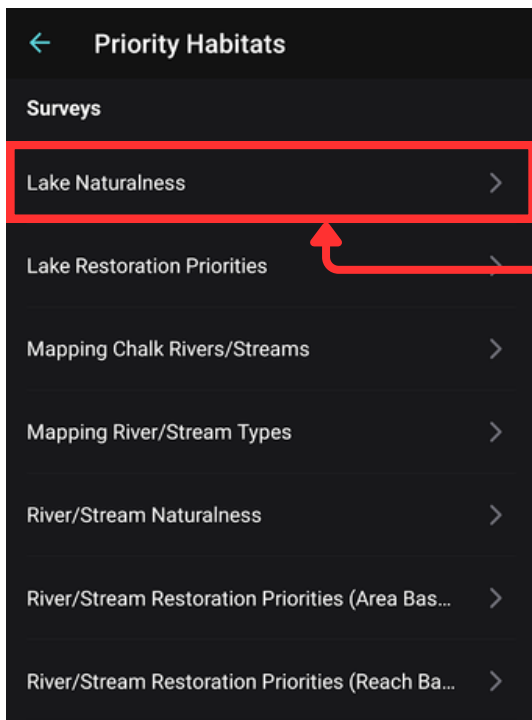 Priority Habitats
Surveys
Lake Naturalness
Lake Restoration Priorities
Mapping Chalk Rivers/Streams
Mapping River/Stream Types
River/Stream Naturalness
River/Stream Restoration Priorities (Area Bas...
River/Stream Restoration Priorities (Reach Ba...